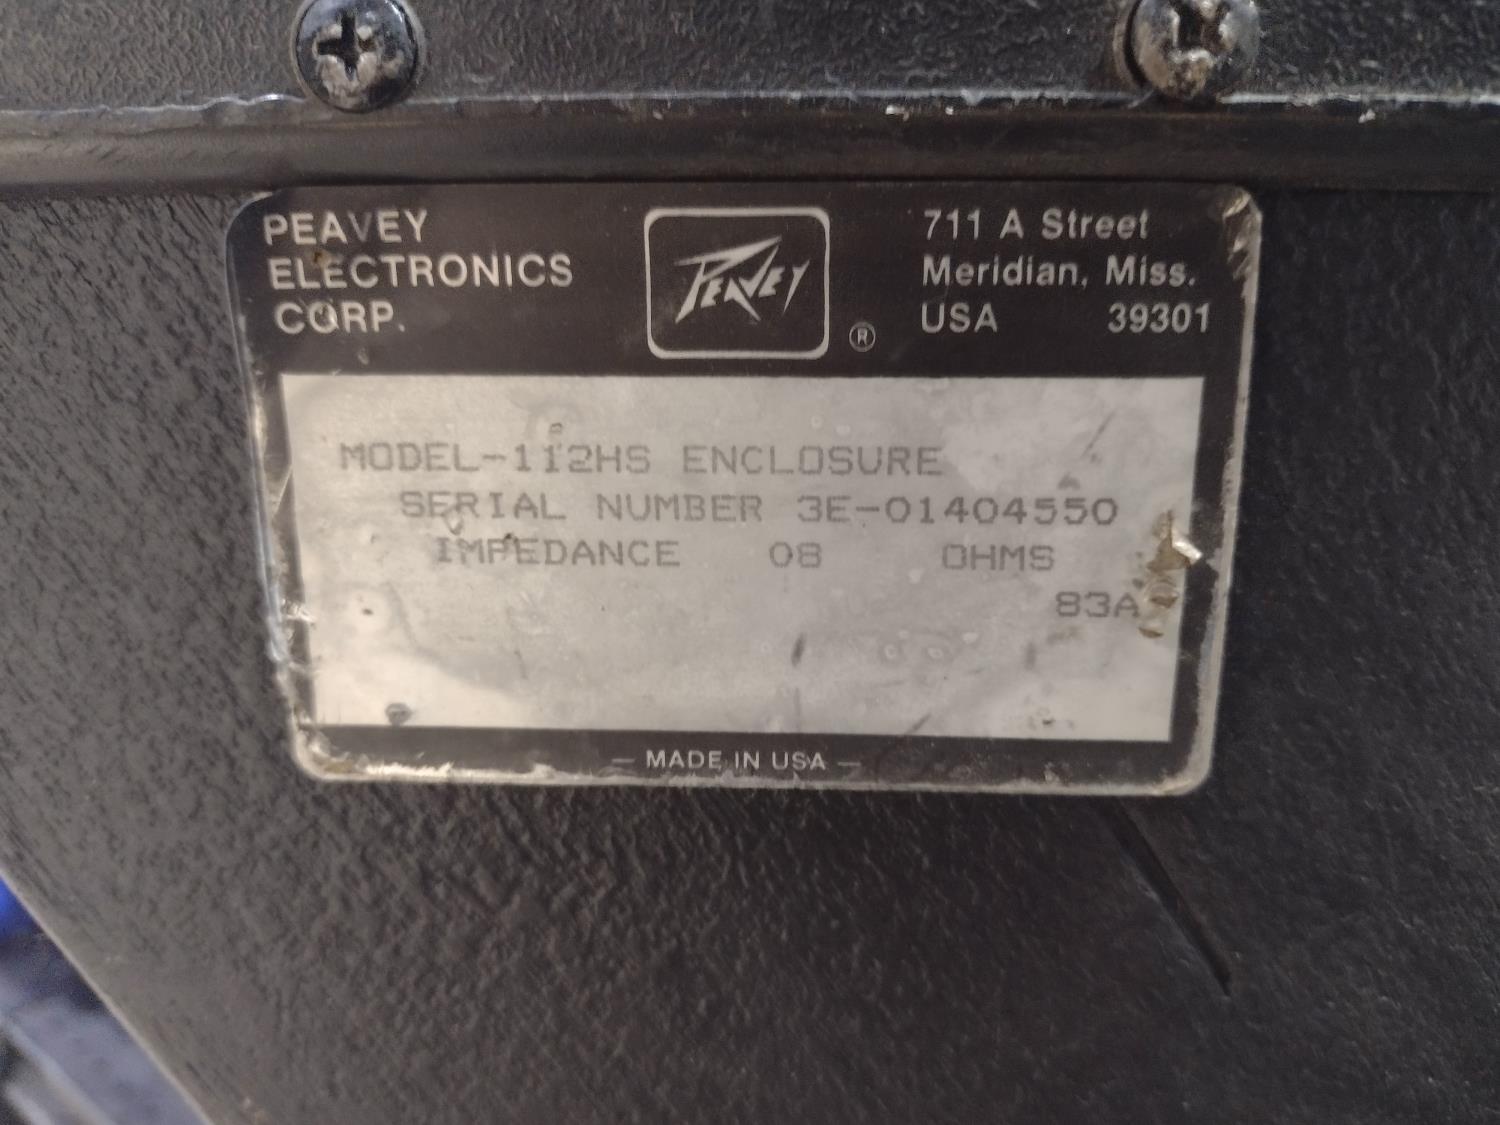 PEAVEY
ELECTRONICS
CORP.
PEAVEY
®
711 A Street
Meridian, Miss.
USA 39301
MODEL-112HS ENCLOSURE
SERIAL NUMBER 3E-01404550
IMPEDANCE 08 OHMS
83A
— MADE IN USA —